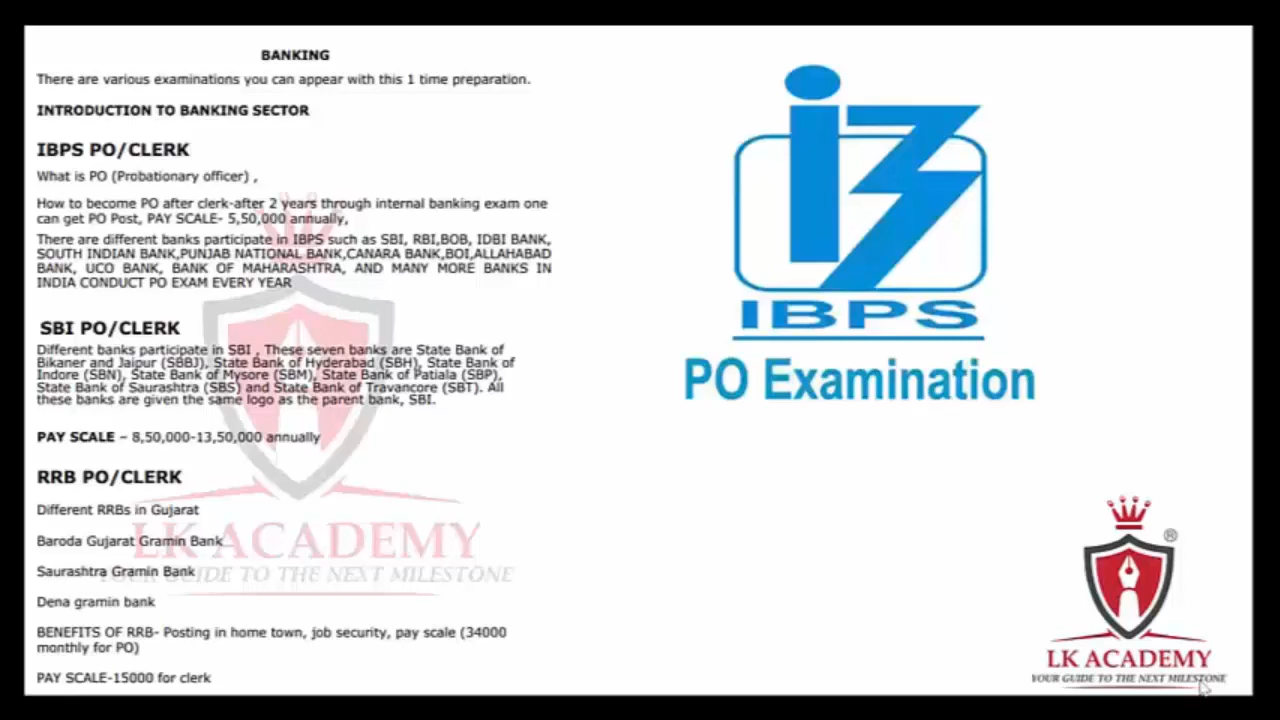 BANKING
There are various examinations you can appear with this 1 time preparation.
INTRODUCTION TO BANKING SECTOR
IBPS PO/CLERK
What is PO (Probationary officer) ,
How to become PO after clerk-after 2 years through internal banking exam one
can get PO Post, PAY SCALE- 5,50,000 annually,
There are different banks participate in IBPS such as SBI, RBI,BOB, IDBI BANK,
SOUTH INDIAN BANK,PUNJAB NATIONAL BANK,CANARA BANK,BOI,ALLAHABAD
BANK, UCO BANK, BANK OF MAHARASHTRA, AND MANY MORE BANKS IN
INDIA CONDUCT PO EXAM EVERY YEAR
SBI PO/CLERK
Different banks participate in SBI , These seven banks are State Bank of
Bikaner and Jaipur (SBBJ), State Bank of Hyderabad (SBH), State Bank of
Indore (SBN), State Bank of Mysore (SBM), State Bank of Patiala (SBP),
State Bank of Saurashtra (SBS) and State Bank of Travancore (SBT). All
these banks are given the same logo as the parent bank, SBI.
PAY SCALE – 8,50,000-13,50,000 annually
RRB PO/CLERK
Different RRBs in Gujarat
Baroda Gujarat Gramin Bank
Saurashtra Gramin Bank
Dena gramin bank
BENEFITS OF RRB- Posting in home town, job security, pay scale (34000
monthly for PO)
PAY SCALE-15000 for clerk
LK ACADEMY
YOUR GUIDE TO THE NEXT MILESTONE
IBPS
PO Examination
®
LK ACADEMY
YOUR GUIDE TO THE NEXT MILESTONE